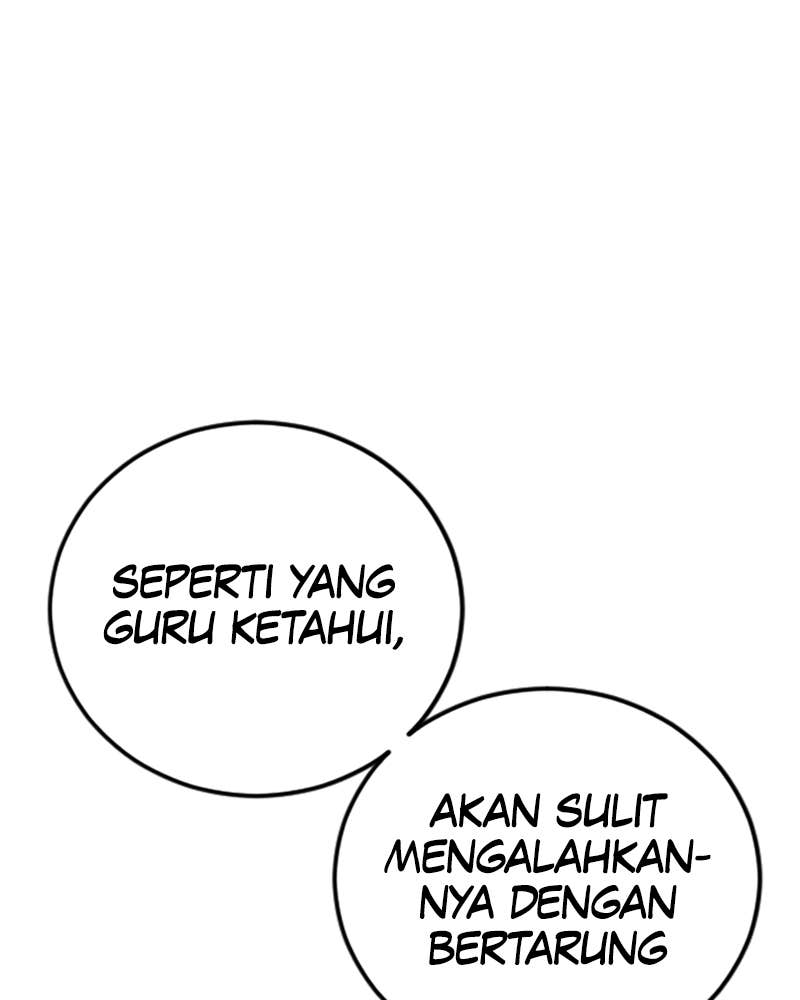 SEPERTI YANG
GURU KETAHUI,
AKAN SULIT
MENGALAHKAN-
NYA DENGAN
BERTARUNG